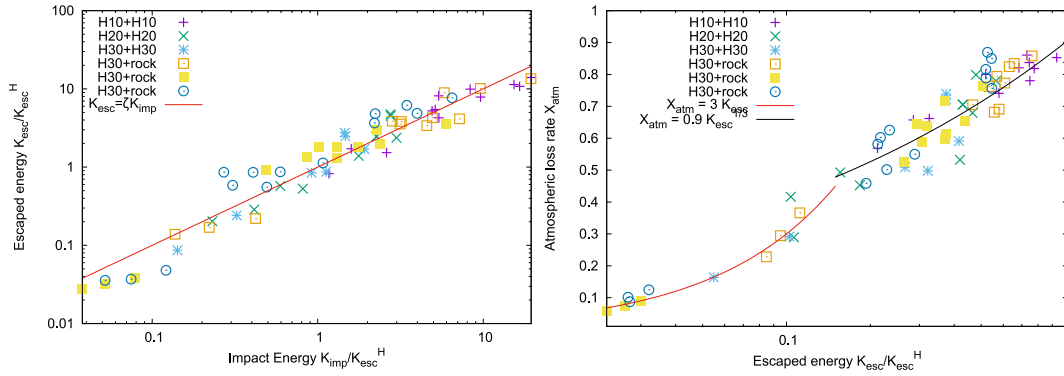 100
10
1
0.1
0.01
0.1
1
10
Escaped energy K_esc/K_esc^H
Impact Energy K_imp/K_esc^H
H10+H10
H20+H20
H30+H30
H30+rock
H30+rock
H30+rock
K_esc=ζK_imp
0.9
0.8
0.7
0.6
0.5
0.4
0.3
0.2
0.1
0.1
Atmospheric loss rate X_atm
Escaped energy K_esc/K_esc^H
H10+H10
H20+H20
H30+H30
H30+rock
H30+rock
H30+rock
X_atm = 3 K_esc
X_atm = 0.9 K_esc^1/3